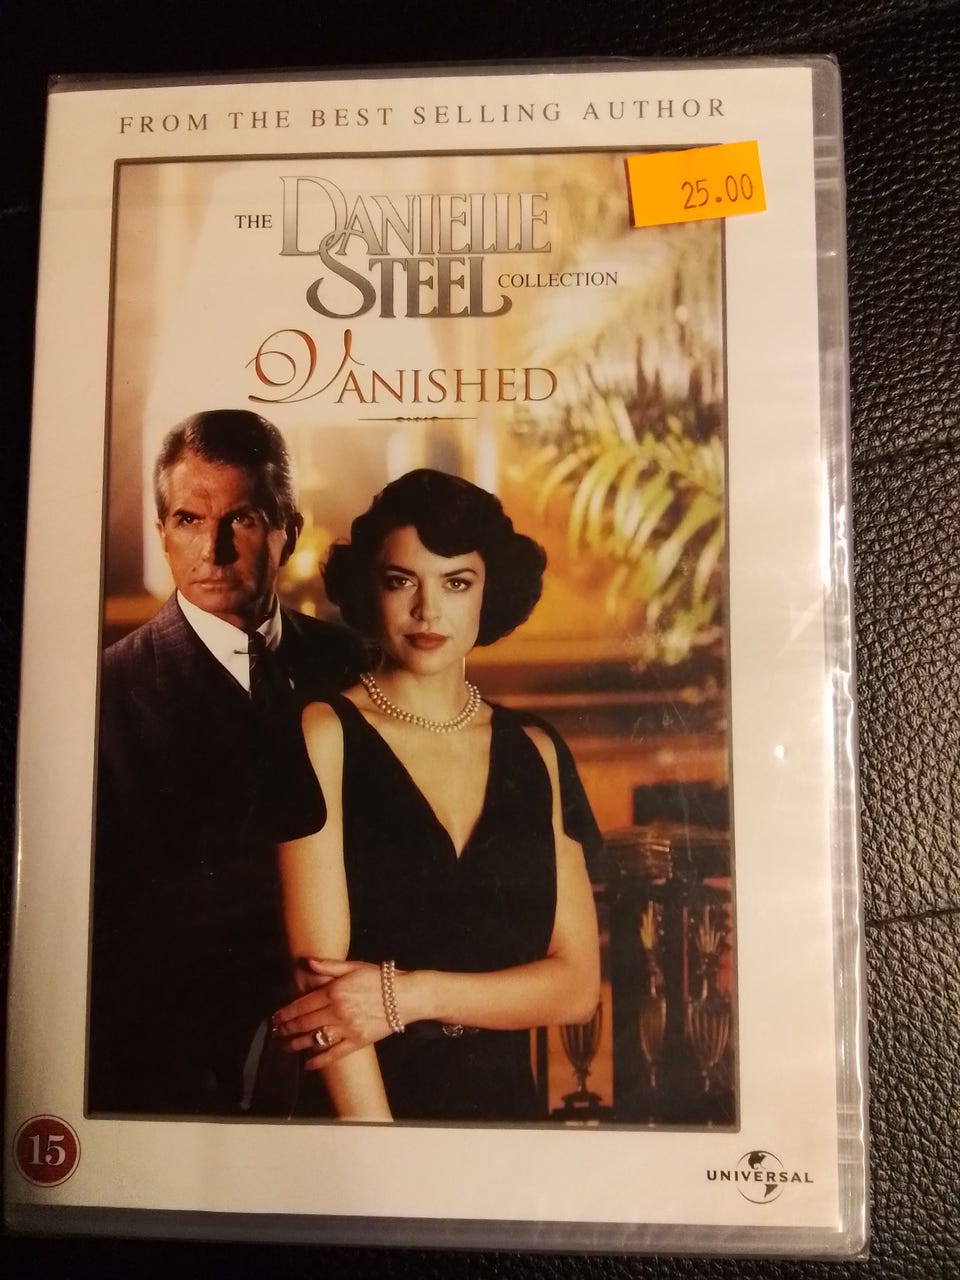 FROM THE BEST SELLING AUTHOR
25.00
THE DANIELLE
STEEL COLLECTION
VANISHED
15
UNIVERSAL